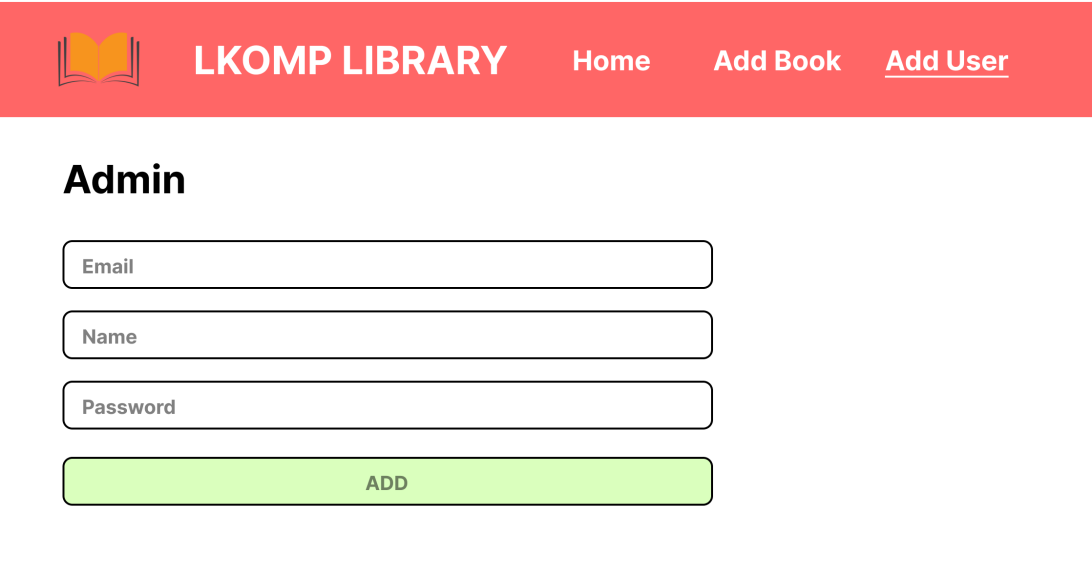 LKOMP LIBRARY Home Add Book Add User
Admin
Email
Name
Password
ADD